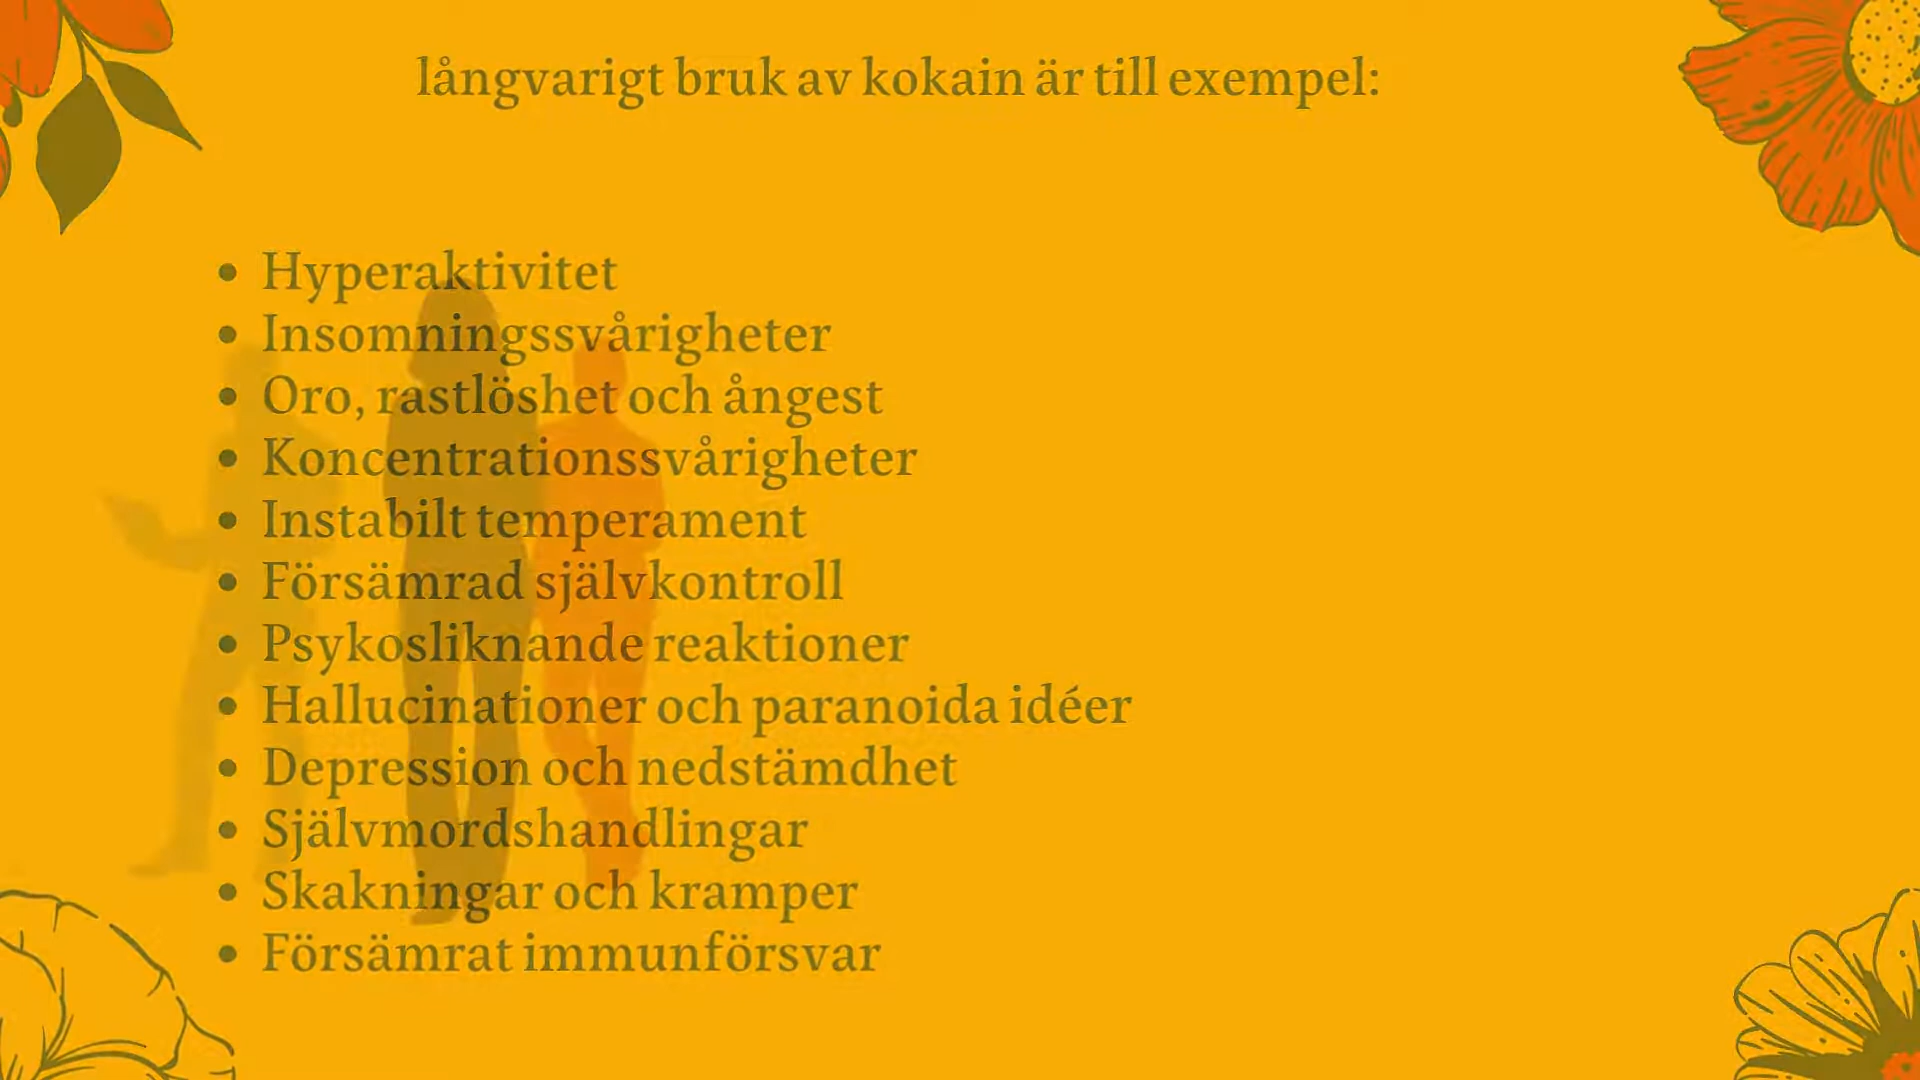 långvarigt bruk av kokain är till exempel:
• Hyperaktivitet
• Insomningssvårigheter
• Oro, rastlöshet och ångest
• Koncentrationssvårigheter
• Instabilt temperament
• Försämrad självkontroll
• Psykosliknande reaktioner
• Hallucinationer och paranoida idéer
• Depression och nedstämdhet
• Självmordshandlingar
• Skakningar och kramper
• Försämrat immunförsvar